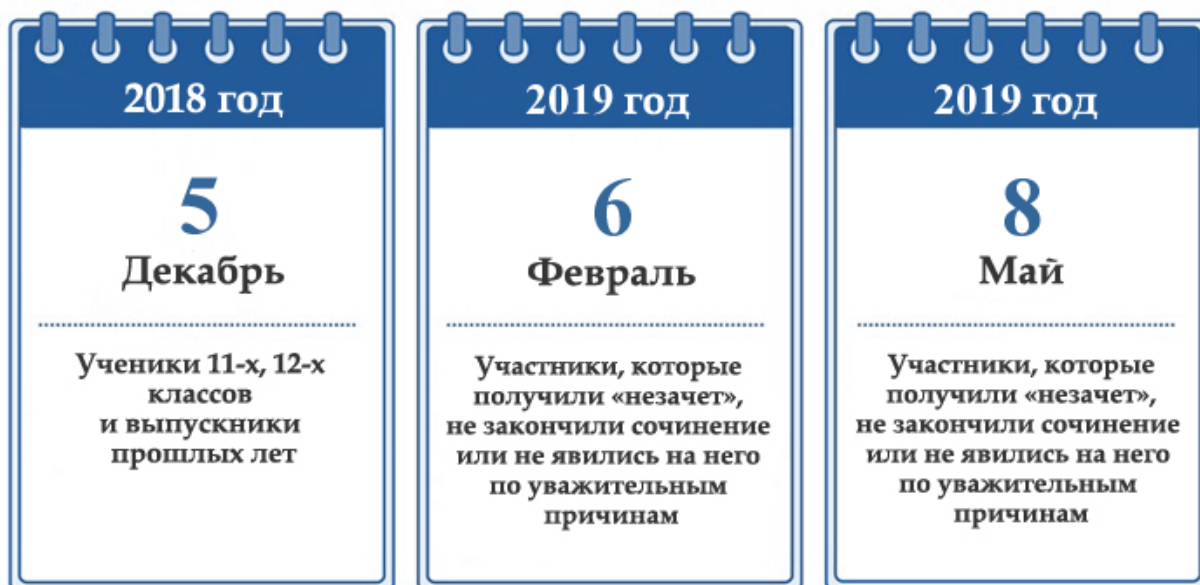 2018 год
5
Декабрь
Ученики 11-х, 12-х
классов
и выпускники
прошлых лет
2019 год
6
Февраль
Участники, которые
получили «незачет»,
не закончили сочинение
или не явились на него
по уважительным
причинам
2019 год
8
Май
Участники, которые
получили «незачет»,
не закончили сочинение
или не явились на него
по уважительным
причинам